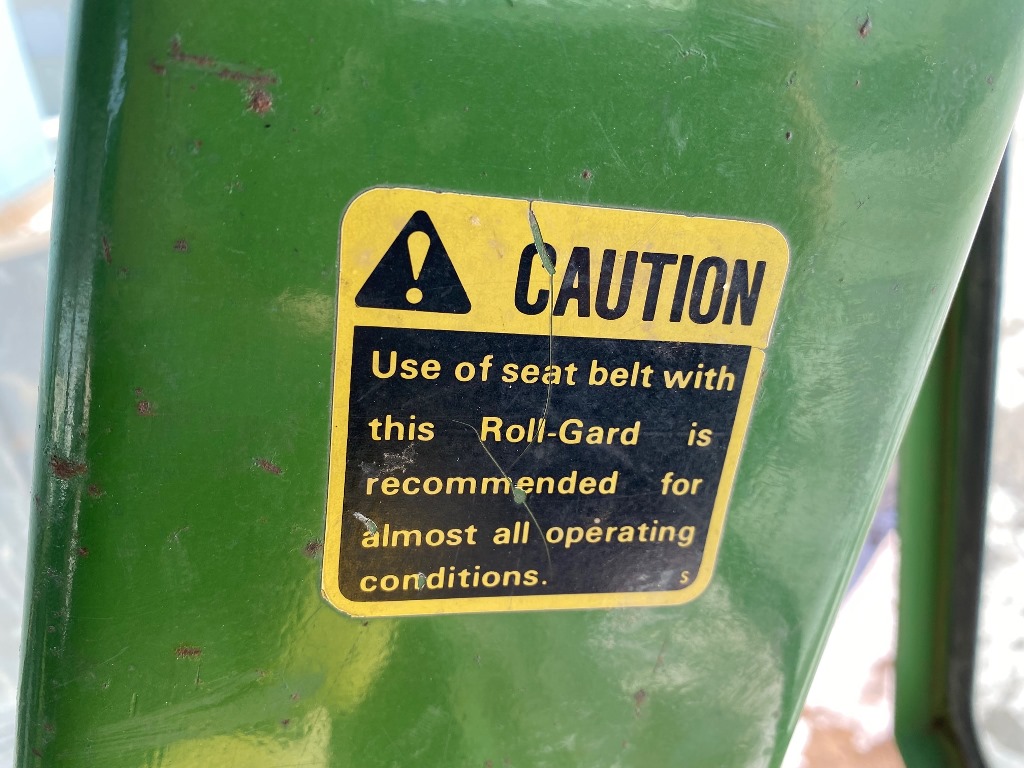 CAUTION
Use of seat belt with
this Roll-Gard is
recommended for
almost all operating
conditions. S